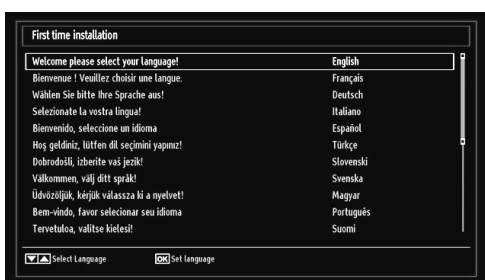 First time installation
Welcome please select your language! English
Bienvenue ! Veuillez choisir une langue. Français
Wählen Sie bitte Ihre Sprache aus! Deutsch
Selezionate la vostra lingua! Italiano
Bienvenido, seleccione un idioma Español
Hoş geldiniz, lütfen dil seçimini yapınız! Türkçe
Dobrodošli, izberite vaš jezik! Slovenski
Välkommen, välj ditt språk! Svenska
Üdvözöljük, kérjük válassza ki a nyelvet! Magyar
Bem-vindo, favor selecionar seu idioma Português
Tervetuloa, valitse kielesi! Suomi
Select Language OK Set language